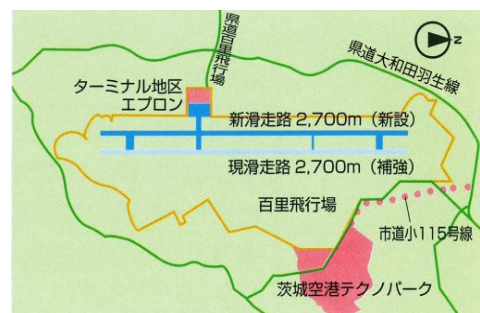 県道百里飛行場
N
県道大和田羽生線
ターミナル地区
エプロン
新滑走路 2,700m（新設）
現滑走路 2,700m（補強）
百里飛行場
市道小115号線
茨城空港テクノパーク